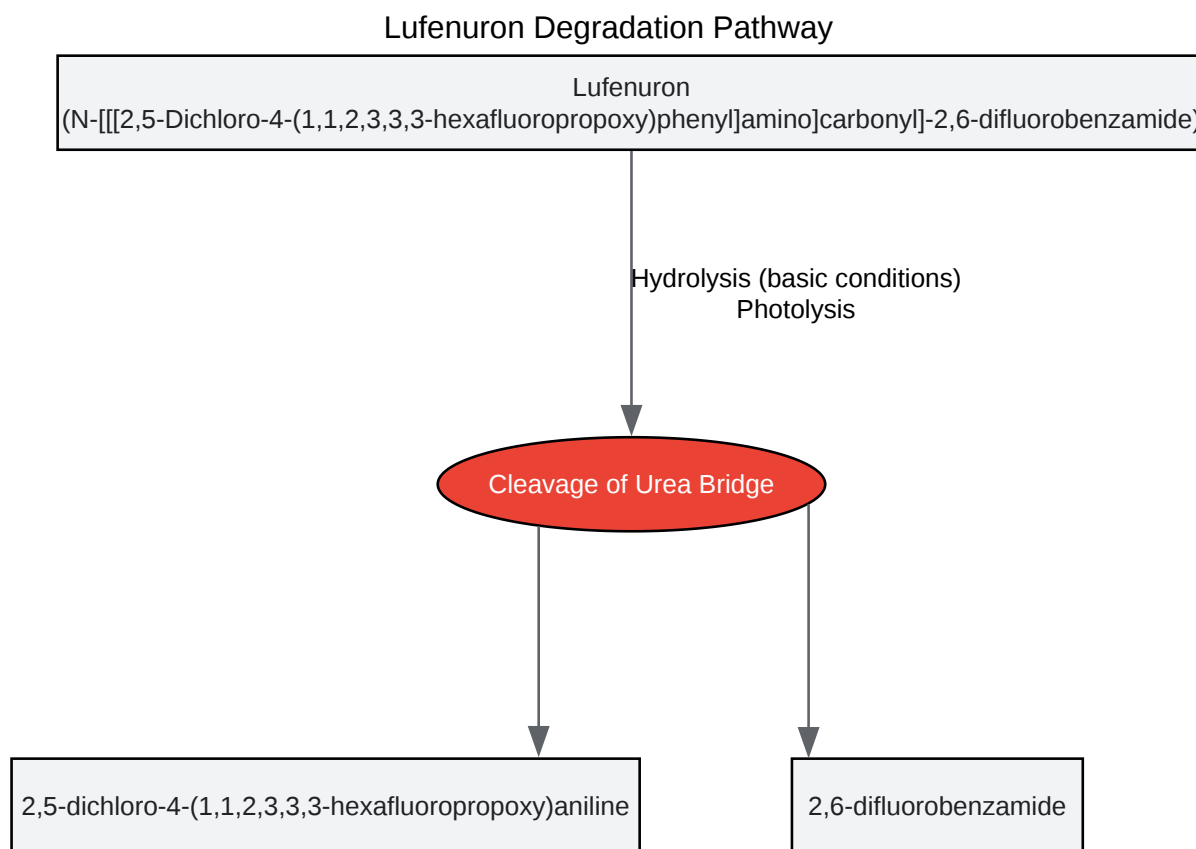 Lufenuron Degradation Pathway
Lufenuron
(N-[[[2,5-Dichloro-4-(1,1,2,3,3,3-hexafluoropropoxy)phenyl]amino]carbonyl]-2,6-difluorobenzamide)
Hydrolysis (basic conditions)
Photolysis
Cleavage of Urea Bridge
2,5-dichloro-4-(1,1,2,3,3,3-hexafluoropropoxy)aniline
2,6-difluorobenzamide